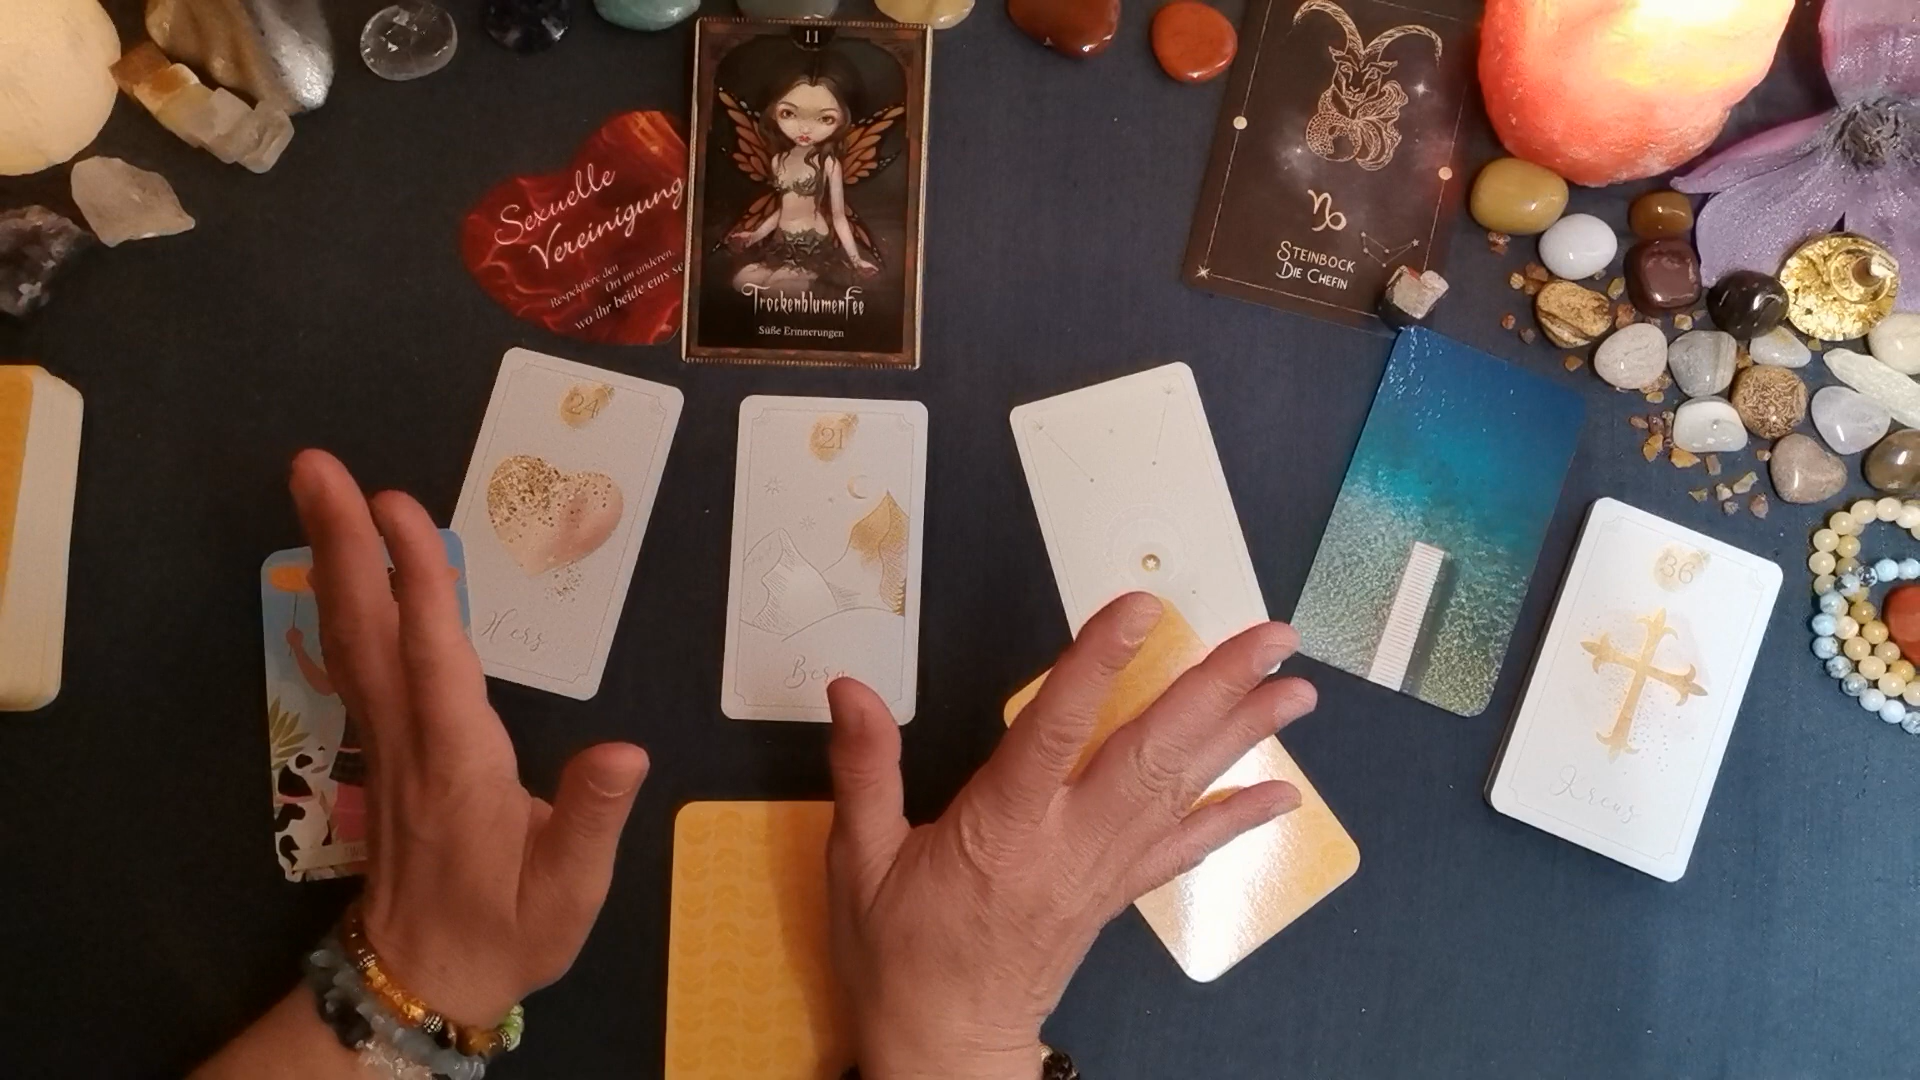 11
Sexuelle
Vereinigung
Respektiere den
Ort im anderen,
wo ihr beide eins se
Trockenblumenfee
Süße Erinnerungen
STEINBOCK
DIE CHEFIN
24
Herz
21
Berg
36
Kreuz